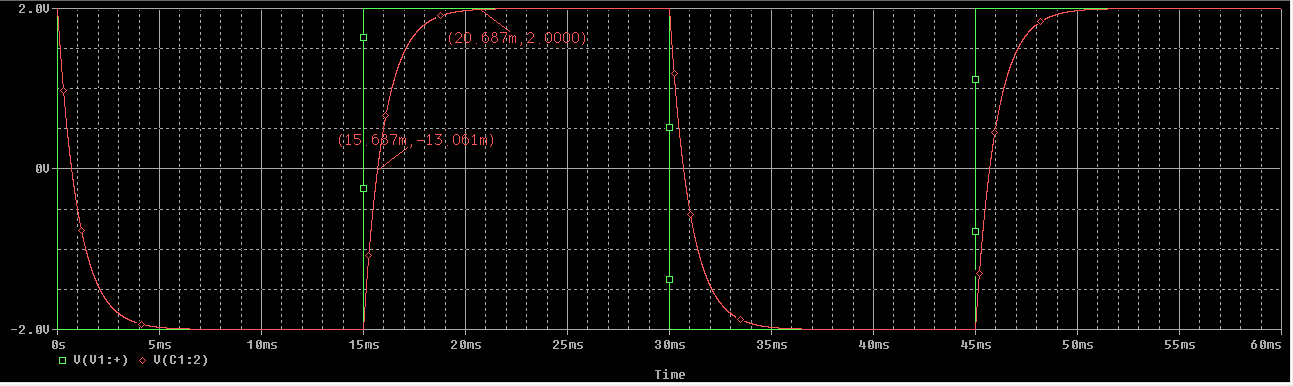 2.0V
(20.687m,2.0000)
(15.687m,-13.061m)
0V
-2.0V
0s 5ms 10ms 15ms 20ms 25ms 30ms 35ms 40ms 45ms 50ms 55ms 60ms
V(V1:+) V(C1:2)
Time